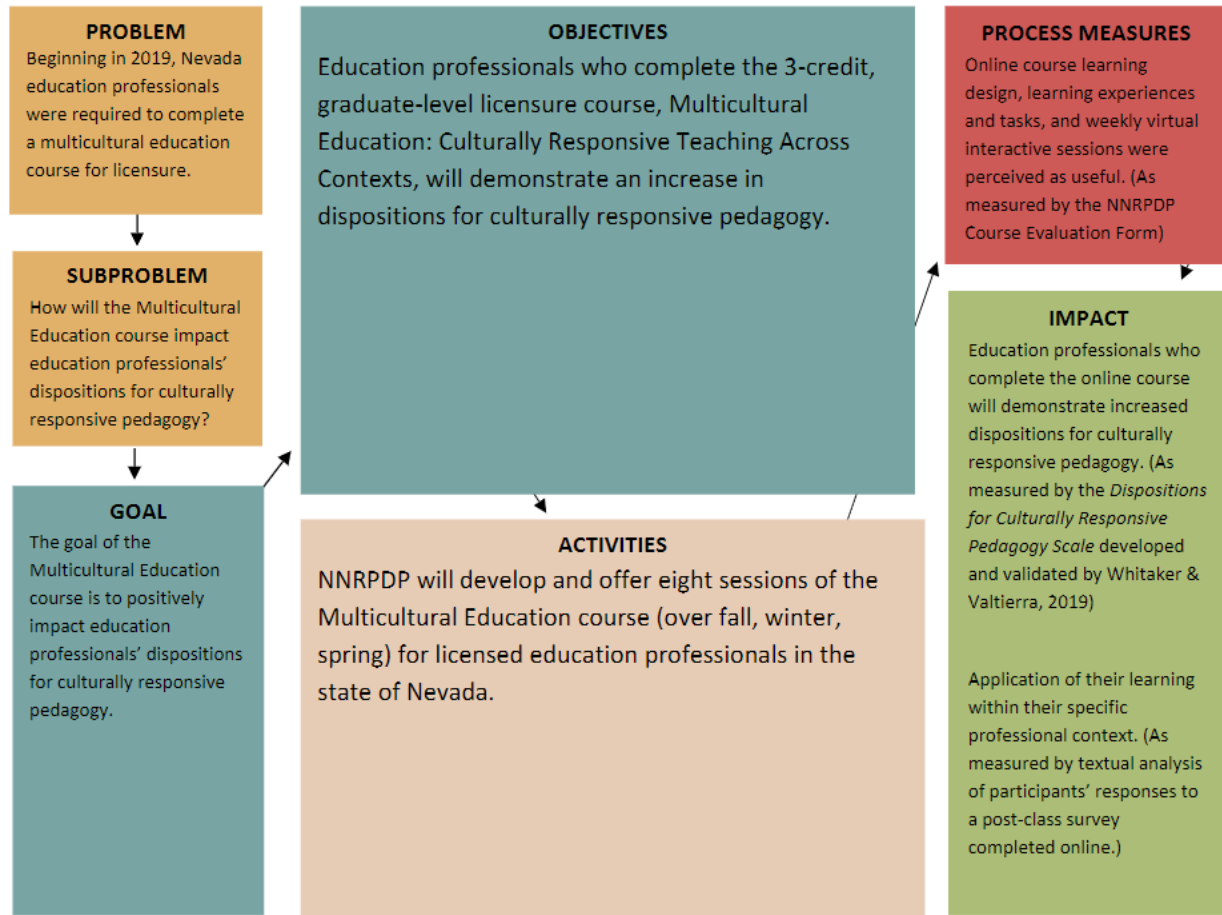 PROBLEM
Beginning in 2019, Nevada
education professionals
were required to complete
a multicultural education
course for licensure.
SUBPROBLEM
How will the Multicultural
Education course impact
education professionals’
dispositions for culturally
responsive pedagogy?
GOAL
The goal of the
Multicultural Education
course is to positively
impact education
professionals’ dispositions
for culturally responsive
pedagogy.
OBJECTIVES
Education professionals who complete the 3-credit,
graduate-level licensure course, Multicultural
Education: Culturally Responsive Teaching Across
Contexts, will demonstrate an increase in
dispositions for culturally responsive pedagogy.
ACTIVITIES
NNRPDP will develop and offer eight sessions of the
Multicultural Education course (over fall, winter,
spring) for licensed education professionals in the
state of Nevada.
PROCESS MEASURES
Online course learning
design, learning experiences
and tasks, and weekly virtual
interactive sessions were
perceived as useful. (As
measured by the NNRPDP
Course Evaluation Form)
IMPACT
Education professionals who
complete the online course
will demonstrate increased
dispositions for culturally
responsive pedagogy. (As
measured by the Dispositions
for Culturally Responsive
Pedagogy Scale developed
and validated by Whitaker &
Valtierra, 2019)
Application of their learning
within their specific
professional context. (As
measured by textual analysis
of participants’ responses to
a post-class survey
completed online.)